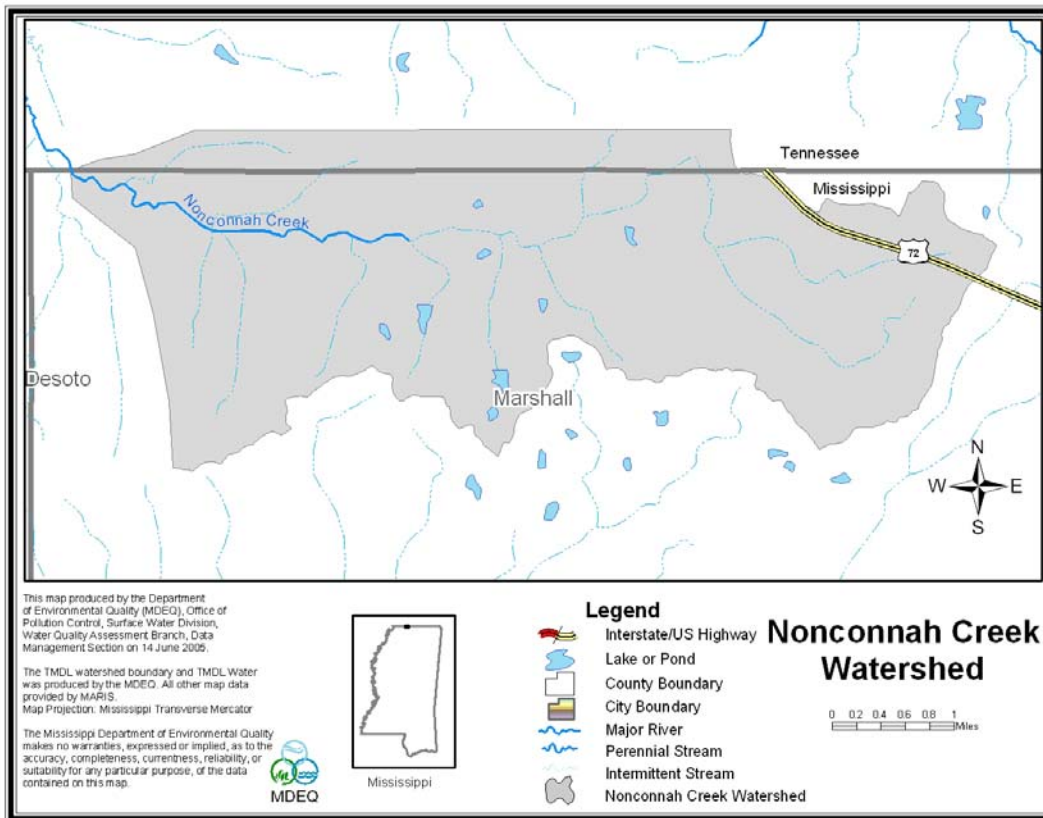 Tennessee
Mississippi
Nonconnah Creek
72
Desoto
Marshall
N
W E
S
This map produced by the Department
of Environmental Quality (MDEQ), Office of
Pollution Control, Surface Water Division,
Water Quality Assessment Branch, Data
Management Section on 14 June 2005.
The TMDL watershed boundary and TMDL Water
was produced by the MDEQ. All other map data
provided by MARIS.
Map Projection: Mississippi Transverse Mercator
The Mississippi Department of Environmental Quality
makes no warranties, expressed or implied, as to the
accuracy, completeness, currentness, reliability, or
suitability for any particular purpose, of the data
contained on this map.
MDEQ
Mississippi
Legend
Interstate/US Highway
Lake or Pond
County Boundary
City Boundary
Major River
Perennial Stream
Intermittent Stream
Nonconnah Creek Watershed
Nonconnah Creek
Watershed
0 0.2 0.4 0.6 0.8 1
Miles